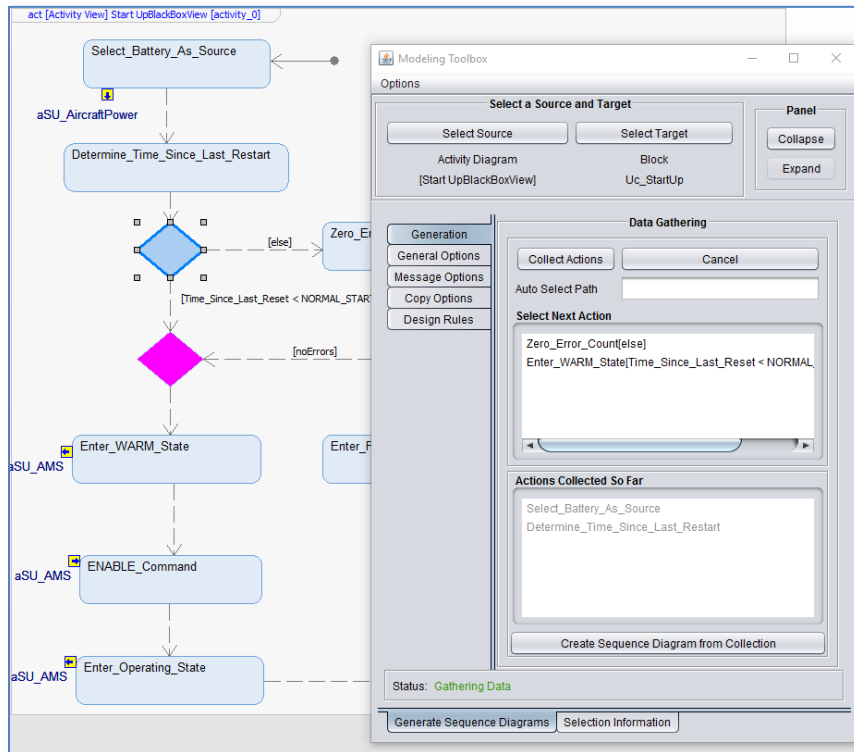 act [Activity View] Start UpBlackBoxView [activity_0]
Select_Battery_As_Source
aSU_AircraftPower
Determine_Time_Since_Last_Restart
[else]
Zero_Er
[Time_Since_Last_Reset < NORMAL_START
[noErrors]
Enter_WARM_State
aSU_AMS
Enter_F
ENABLE_Command
aSU_AMS
Enter_Operating_State
aSU_AMS
Modeling Toolbox
Options
Select a Source and Target
Select Source
Select Target
Activity Diagram
Block
[Start UpBlackBoxView]
Uc_StartUp
Panel
Collapse
Expand
Generation
General Options
Message Options
Copy Options
Design Rules
Data Gathering
Collect Actions
Cancel
Auto Select Path
Select Next Action
Zero_Error_Count[else]
Enter_WARM_State[Time_Since_Last_Reset < NORMAL_
Actions Collected So Far
Select_Battery_As_Source
Determine_Time_Since_Last_Restart
Create Sequence Diagram from Collection
Status: Gathering Data
Generate Sequence Diagrams
Selection Information